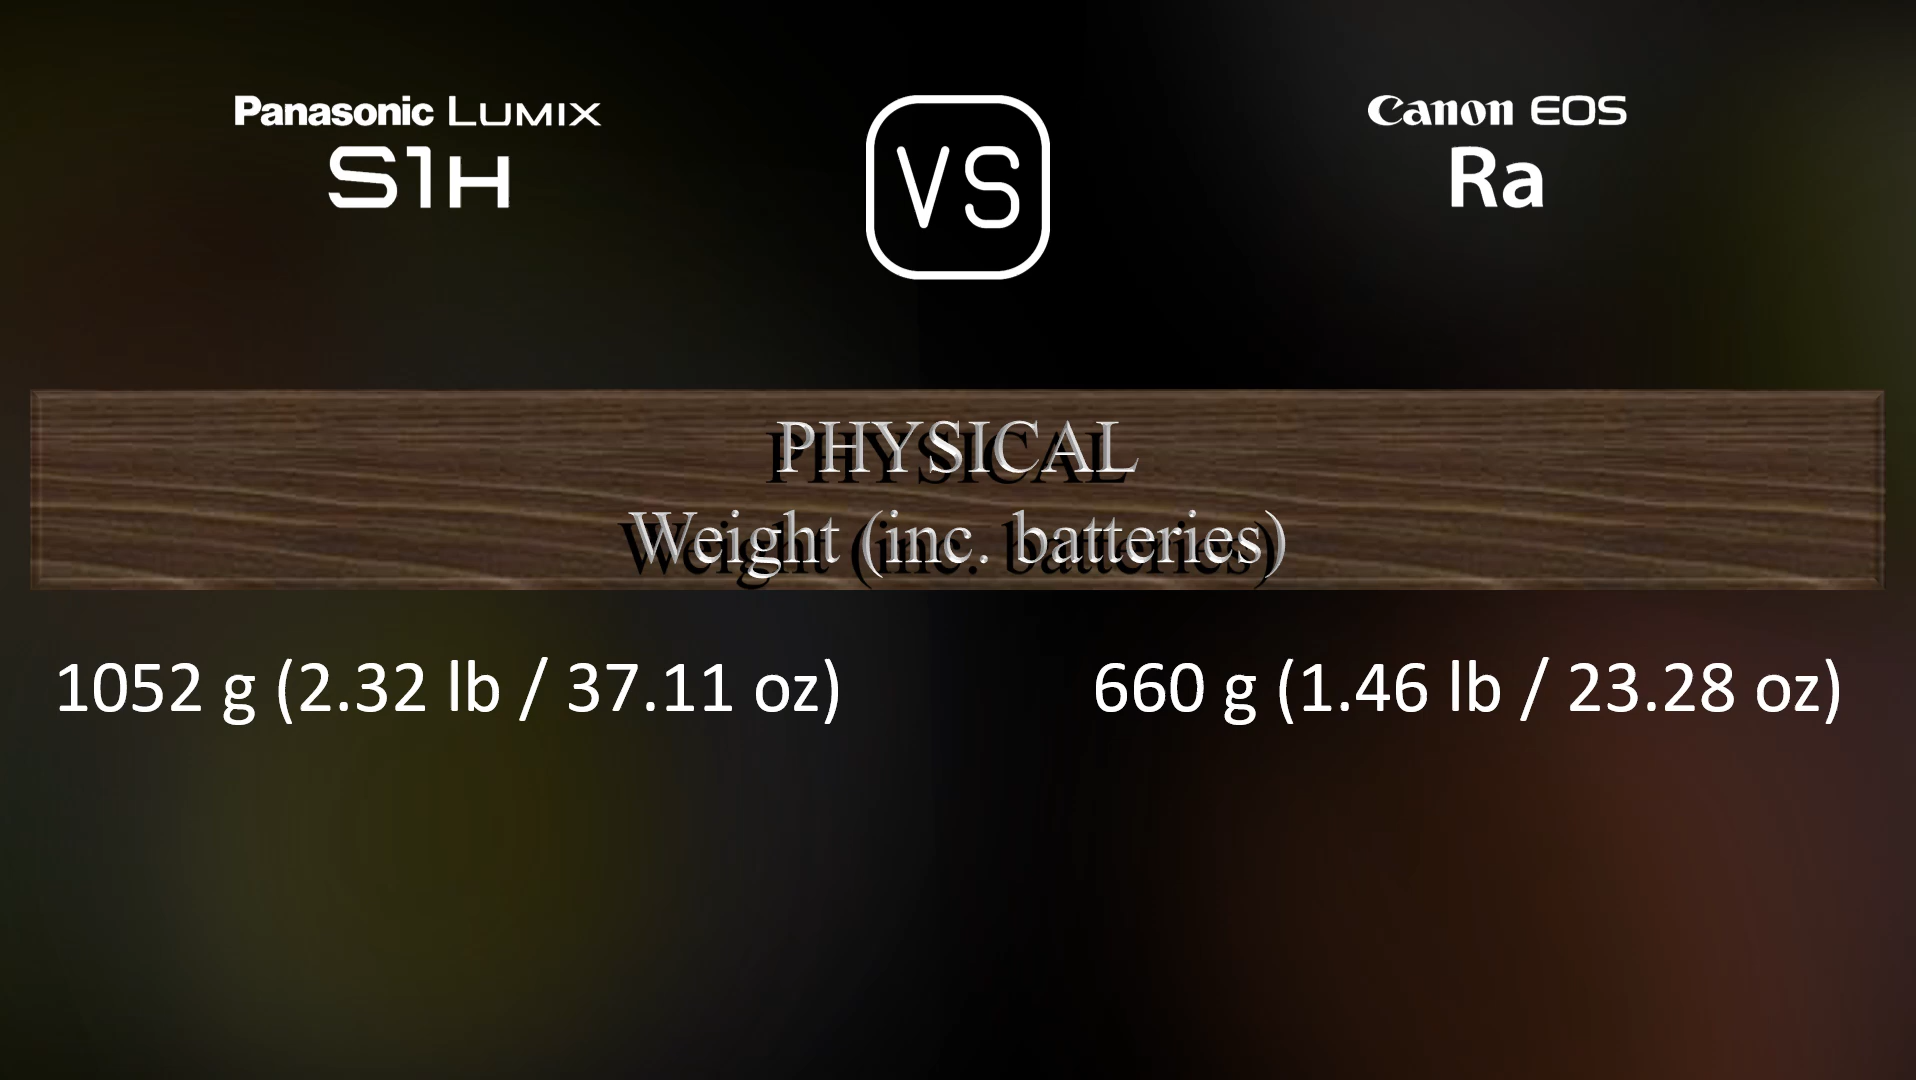 Panasonic LUMIX
S1H
VS
Canon EOS
Ra
PHYSICAL
Weight (inc. batteries)
1052 g (2.32 lb / 37.11 oz)
660 g (1.46 lb / 23.28 oz)